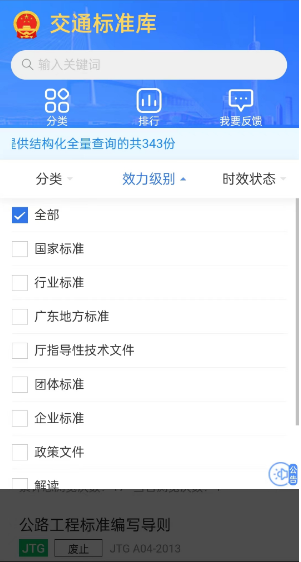 交通标准库
输入关键词
分类 排行 我要反馈
提供结构化全量查询的共343份
分类 效力级别 时效状态
全部
国家标准
行业标准
广东地方标准
厅指导性技术文件
团体标准
企业标准
政策文件
解读
公告
公路工程标准编写导则
JTG 废止 JTG A04-2013